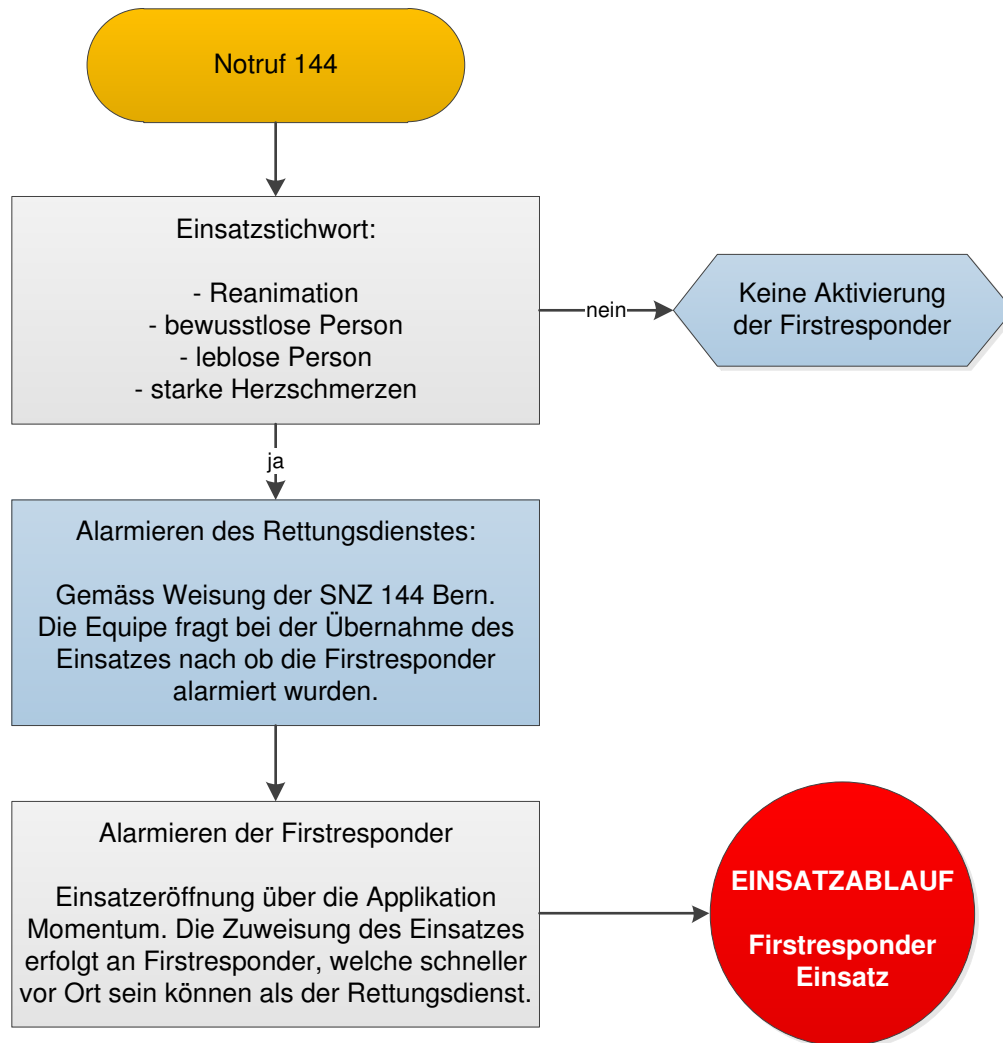 Notruf 144
Einsatzstichwort:
- Reanimation
- bewusstlose Person
- leblose Person
- starke Herzschmerzen
nein
Keine Aktivierung
der Firstresponder
ja
Alarmieren des Rettungsdienstes:
Gemäss Weisung der SNZ 144 Bern.
Die Equipe fragt bei der Übernahme des
Einsatzes nach ob die Firstresponder
alarmiert wurden.
Alarmieren der Firstresponder
Einsatzeröffnung über die Applikation
Momentum. Die Zuweisung des Einsatzes
erfolgt an Firstresponder, welche schneller
vor Ort sein können als der Rettungsdienst.
EINSATZABLAUF
Firstresponder
Einsatz